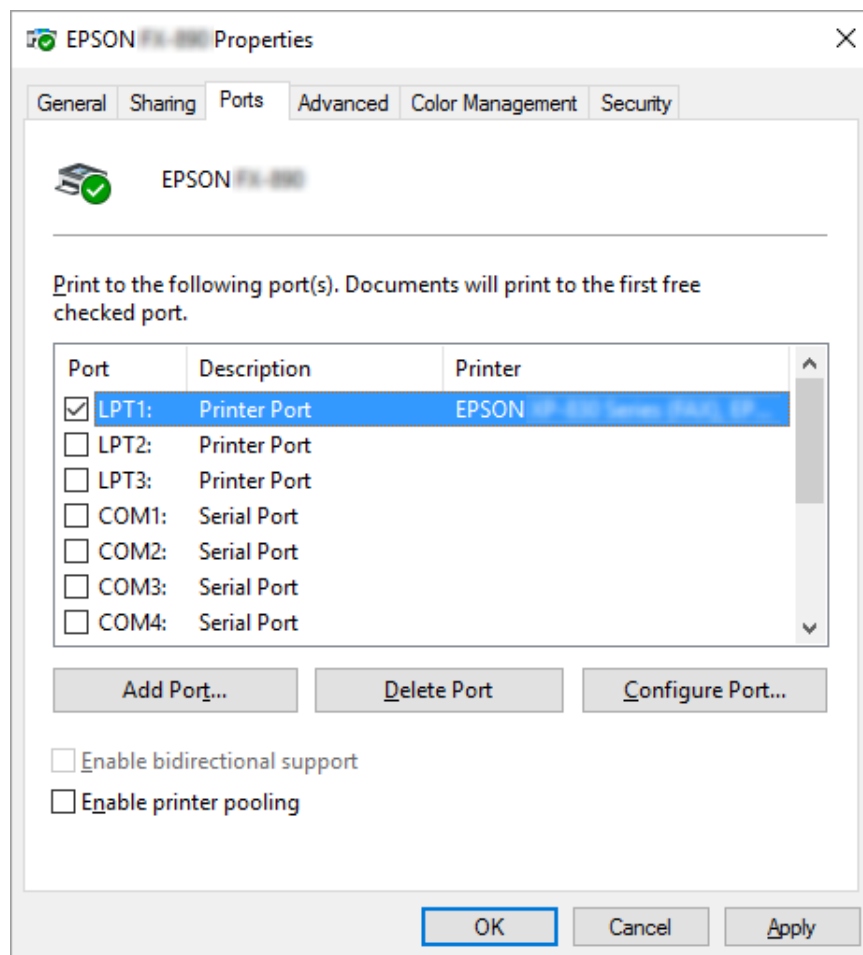 EPSON Properties
General Sharing Ports Advanced Color Management Security
EPSON
Print to the following port(s). Documents will print to the first free
checked port.
Port Description Printer
LPT1: Printer Port EPSON
LPT2: Printer Port
LPT3: Printer Port
COM1: Serial Port
COM2: Serial Port
COM3: Serial Port
COM4: Serial Port
Add Port... Delete Port Configure Port...
Enable bidirectional support
Enable printer pooling
OK Cancel Apply